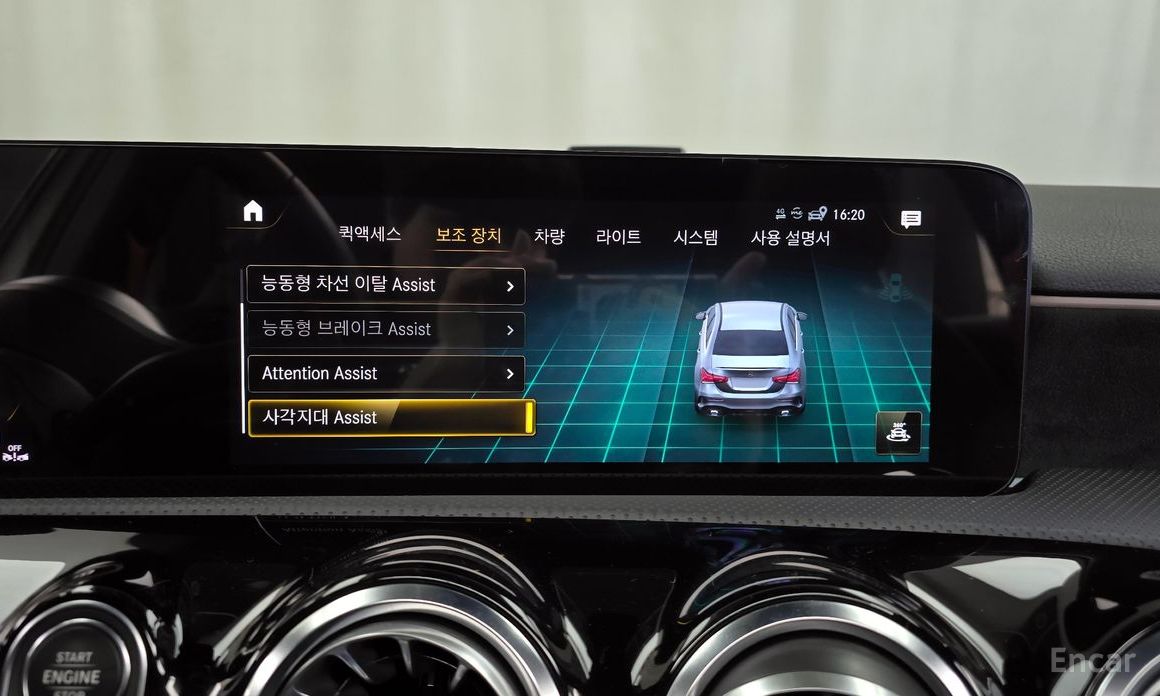 4G 16:20
퀵액세스 보조 장치 차량 라이트 시스템 사용 설명서
능동형 차선 이탈 Assist
능동형 브레이크 Assist
Attention Assist
사각지대 Assist
360°
OFF
START
ENGINE
STOP
Encar